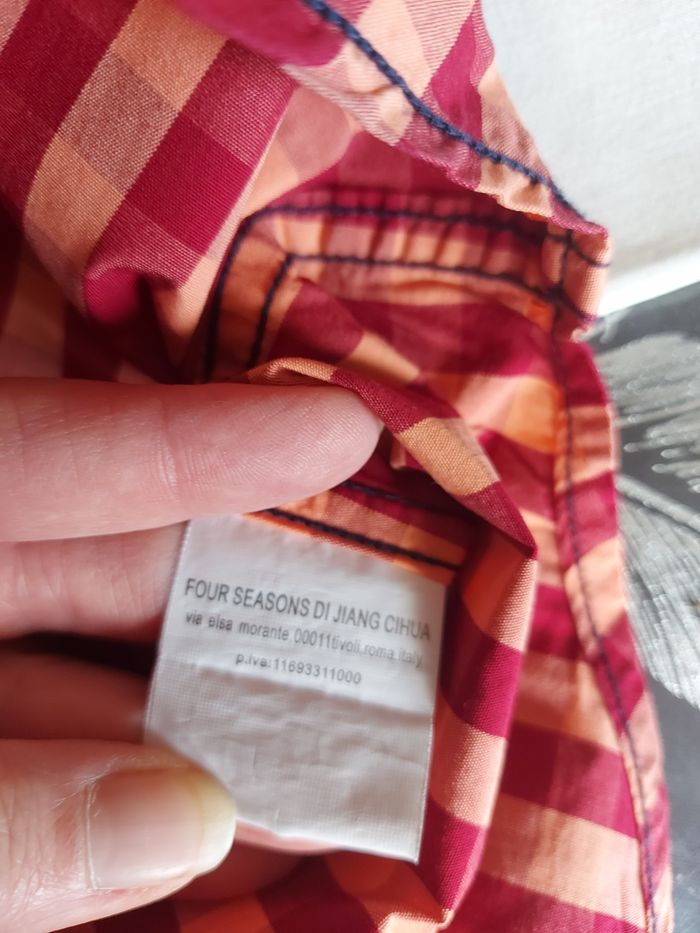 FOUR SEASONS DI JIANG CIHUA
via elsa morante,00011tivoli,roma,italy,
p.iva:11693311000